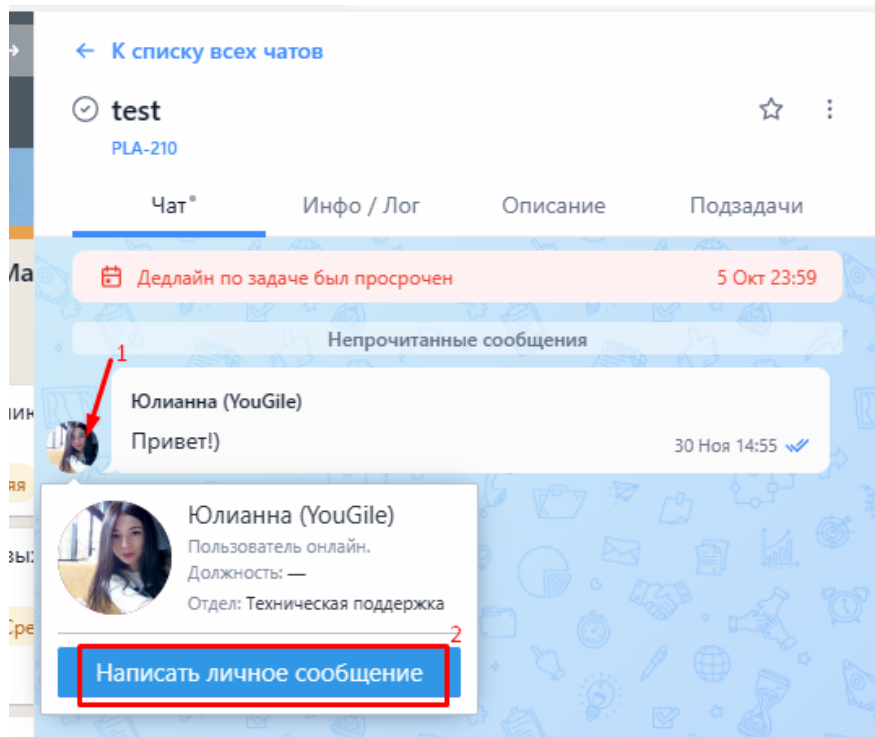 ← К списку всех чатов
test
PLA-210
Чат Инфо / Лог Описание Подзадачи
Дедлайн по задаче был просрочен 5 Окт 23:59
Непрочитанные сообщения
1
Юлианна (YouGile)
Привет!)
30 Ноя 14:55
Юлианна (YouGile)
Пользователь онлайн.
Должность: —
Отдел: Техническая поддержка
2
Написать личное сообщение